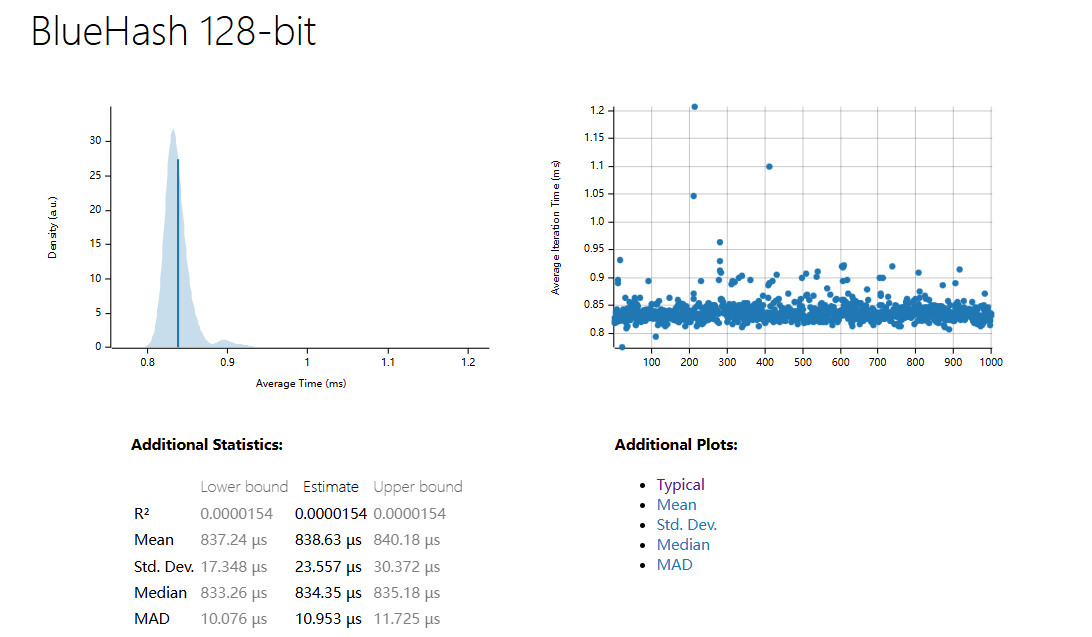 BlueHash 128-bit
Density (a.u.)
30
25
20
15
10
5
0
0.8 0.9 1 1.1 1.2
Average Time (ms)
Average Iteration Time (ms)
1.2
1.15
1.1
1.05
1.0
0.95
0.9
0.85
0.8
100 200 300 400 500 600 700 800 900 1000
Additional Statistics:
Lower bound Estimate Upper bound
R² 0.0000154 0.0000154 0.0000154
Mean 837.24 µs 838.63 µs 840.18 µs
Std. Dev. 17.348 µs 23.557 µs 30.372 µs
Median 833.26 µs 834.35 µs 835.18 µs
MAD 10.076 µs 10.953 µs 11.725 µs
Additional Plots:
Typical
Mean
Std. Dev.
Median
MAD